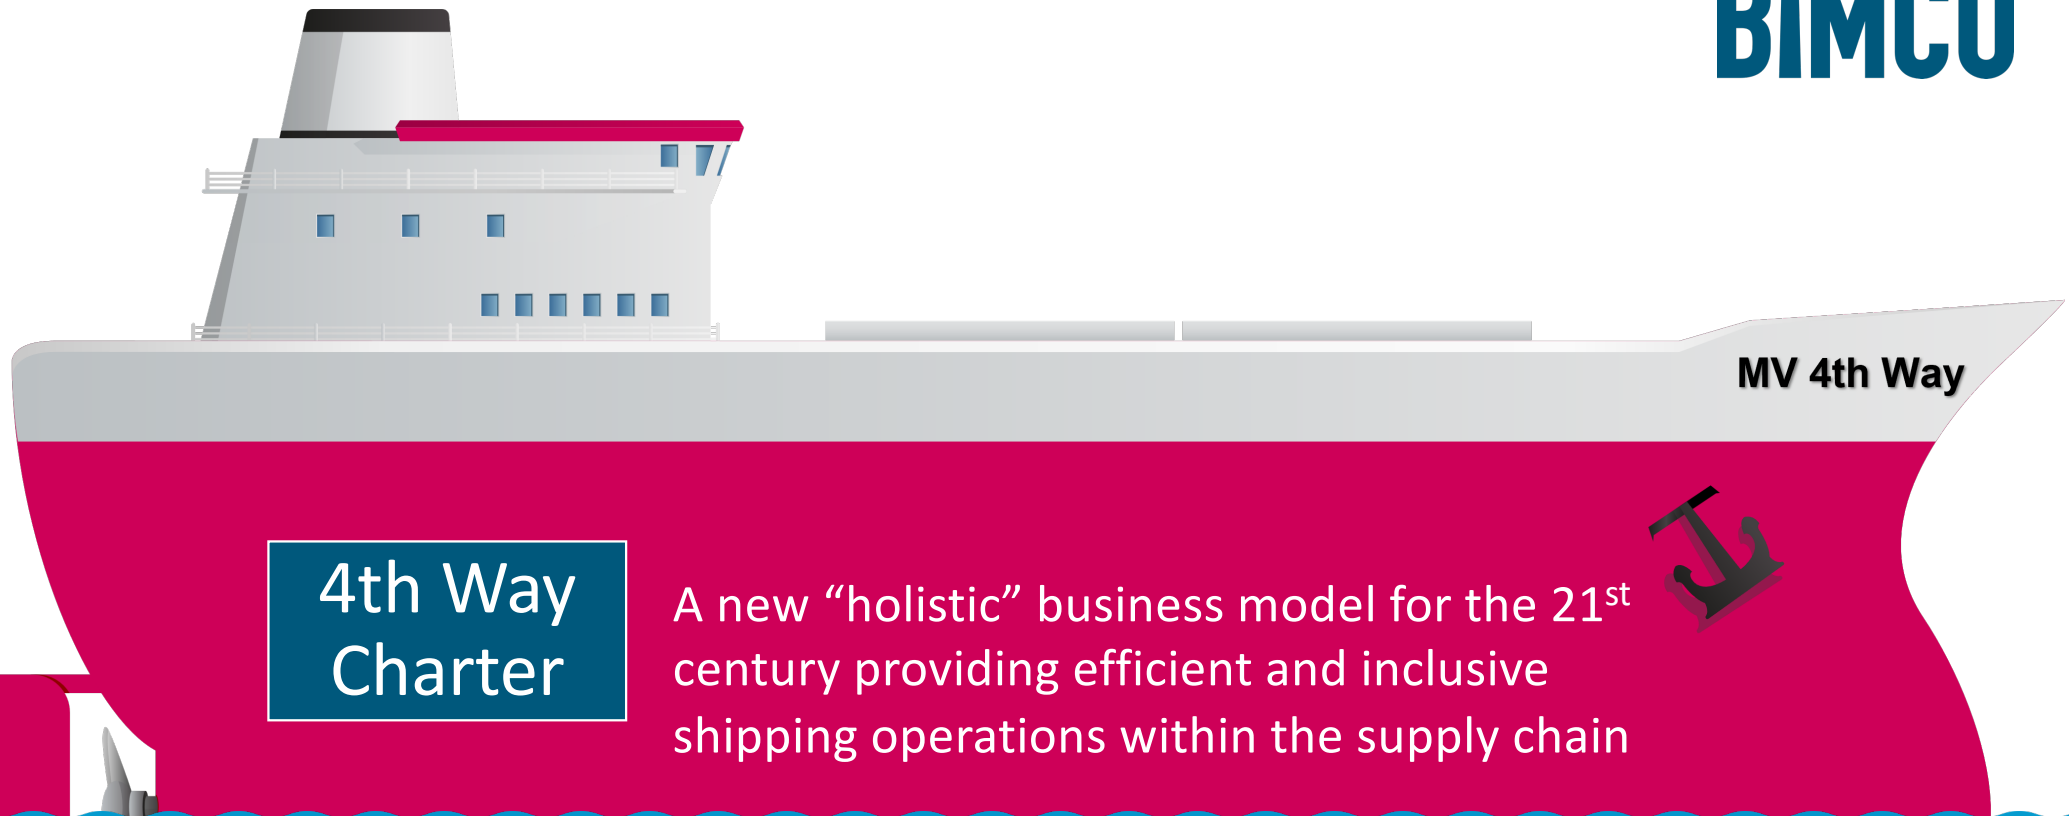 BIMCO
MV 4th Way
4th Way
Charter
A new “holistic” business model for the 21st
century providing efficient and inclusive
shipping operations within the supply chain